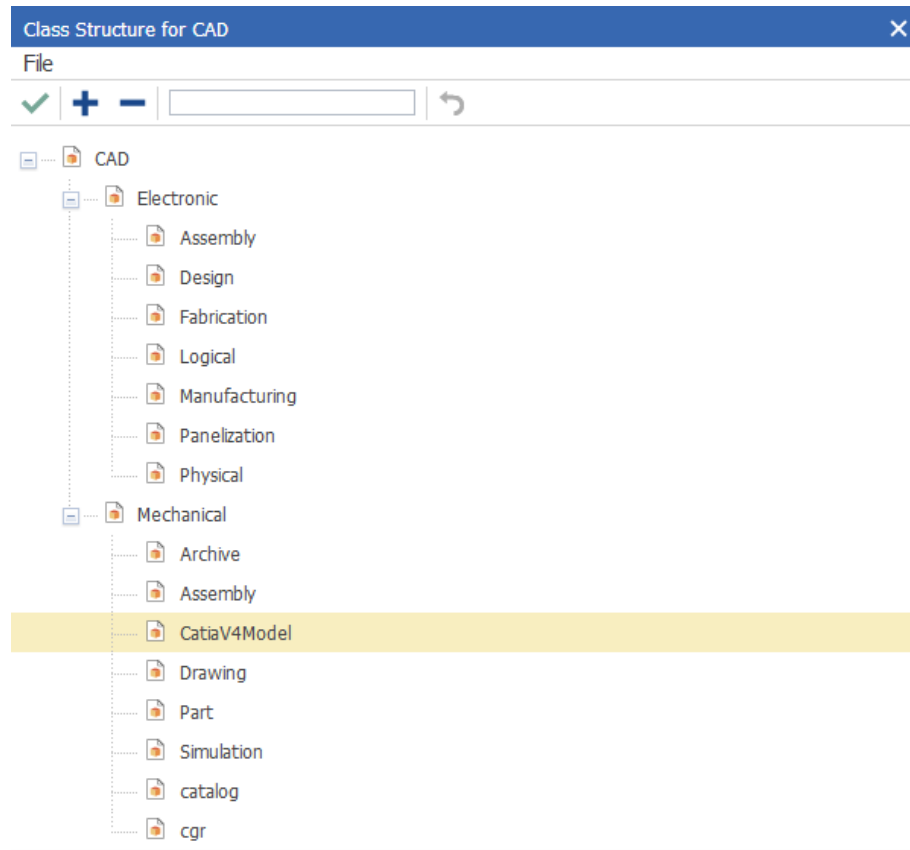 Class Structure for CAD
File
CAD
Electronic
Assembly
Design
Fabrication
Logical
Manufacturing
Panelization
Physical
Mechanical
Archive
Assembly
CatiaV4Model
Drawing
Part
Simulation
catalog
cgr